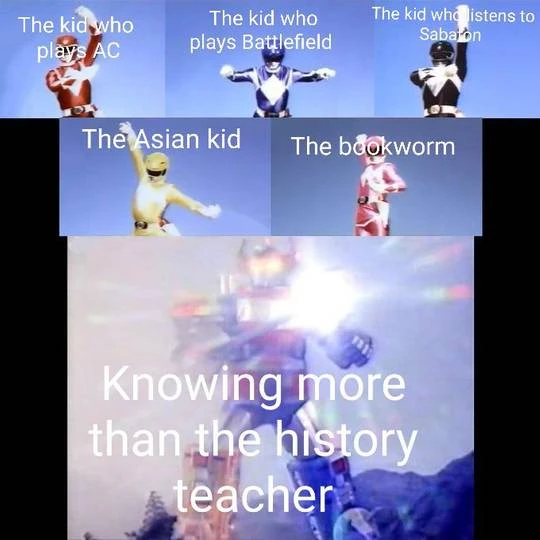 The kid who
plays AC
The kid who
plays Battlefield
The kid who listens to
Sabaton
The Asian kid
The bookworm
Knowing more
than the history
teacher